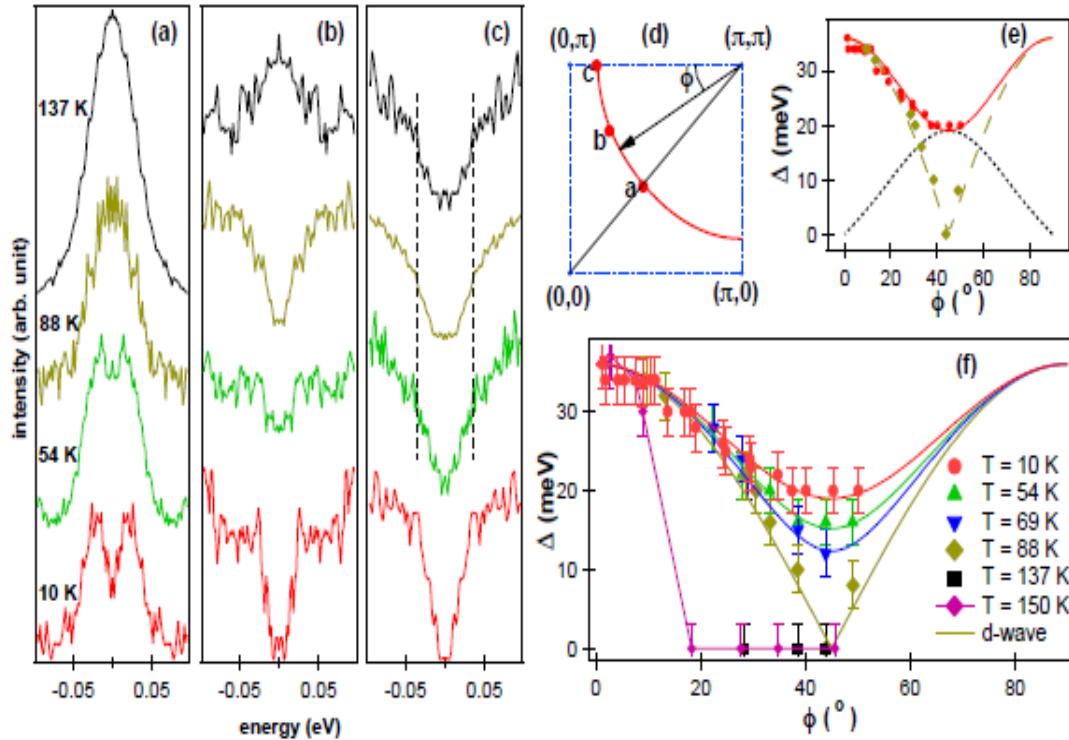 (a)
137 K
88 K
54 K
10 K
intensity (arb. unit)
-0.05 0.05
(b)
-0.05 0.05
(c)
-0.05 0.05
energy (eV)
(0,π) (d) (π,π)
c
ϕ
b
a
(0,0) (π,0)
(e)
30
20
10
0
Δ (meV)
0 20 40 60 80
ϕ (°)
(f)
30
20
10
0
Δ (meV)
T = 10 K
T = 54 K
T = 69 K
T = 88 K
T = 137 K
T = 150 K
d-wave
0 20 40 60 80
ϕ (°)